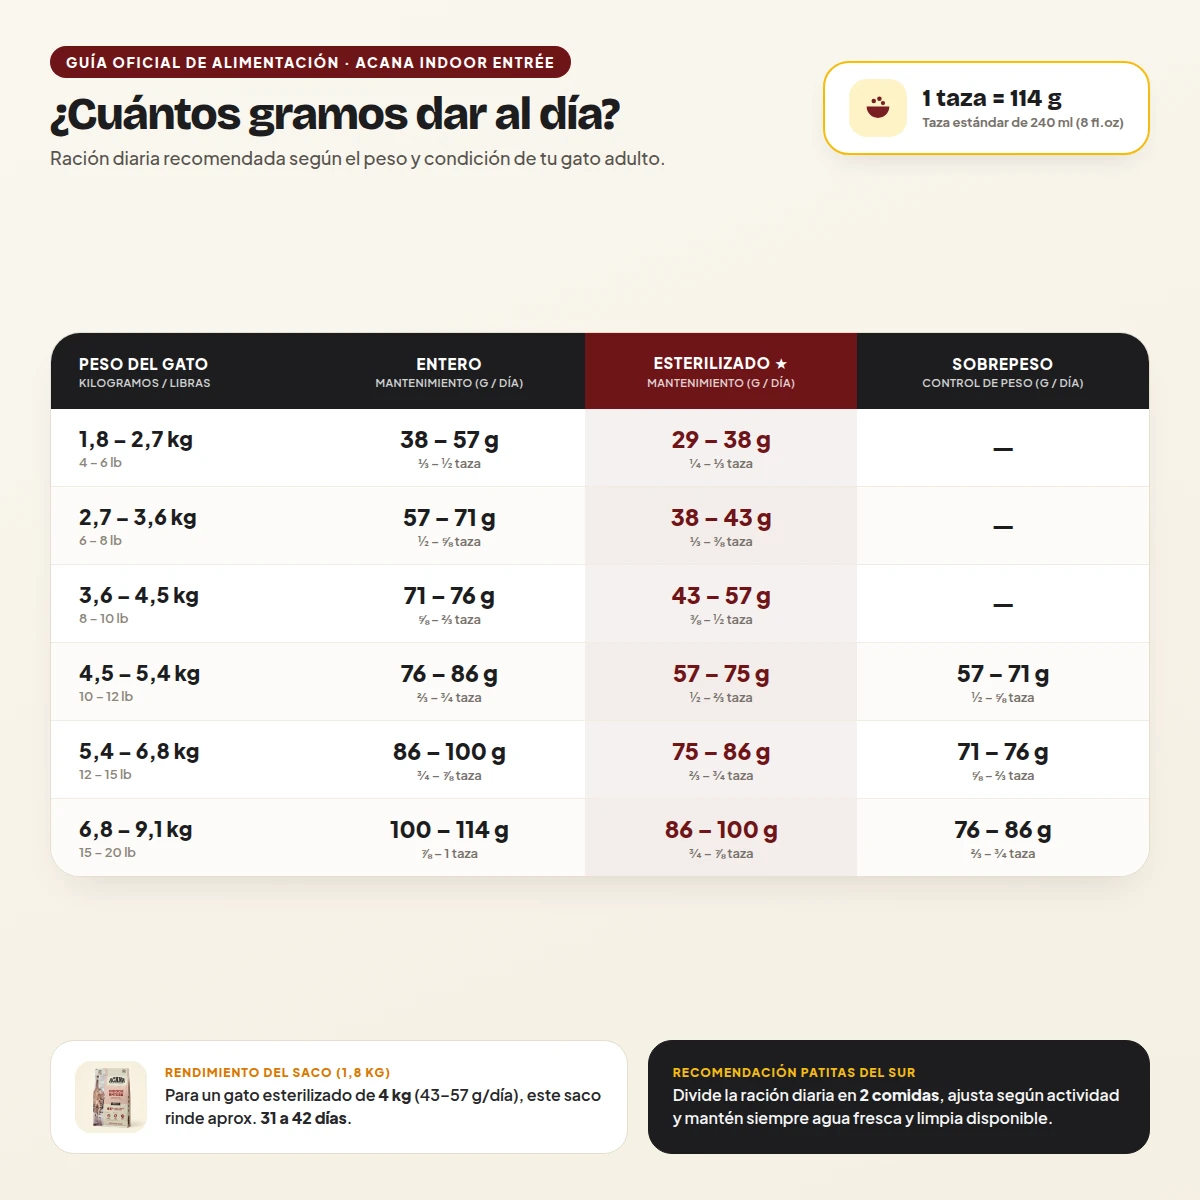 GUÍA OFICIAL DE ALIMENTACIÓN · ACANA INDOOR ENTRÉE
¿Cuántos gramos dar al día?
Ración diaria recomendada según el peso y condición de tu gato adulto.
1 taza = 114 g
Taza estándar de 240 ml (8 fl.oz)
PESO DEL GATO
KILOGRAMOS / LIBRAS
ENTERO
MANTENIMIENTO (G / DÍA)
ESTERILIZADO ★
MANTENIMIENTO (G / DÍA)
SOBREPESO
CONTROL DE PESO (G / DÍA)
1,8 – 2,7 kg
4 – 6 lb
38 – 57 g
⅓ – ½ taza
29 – 38 g
¼ – ⅓ taza
—
2,7 – 3,6 kg
6 – 8 lb
57 – 71 g
½ – ⅝ taza
38 – 43 g
⅓ – ⅜ taza
—
3,6 – 4,5 kg
8 – 10 lb
71 – 76 g
⅝ – ⅔ taza
43 – 57 g
⅜ – ½ taza
—
4,5 – 5,4 kg
10 – 12 lb
76 – 86 g
⅔ – ¾ taza
57 – 75 g
½ – ⅔ taza
57 – 71 g
½ – ⅝ taza
5,4 – 6,8 kg
12 – 15 lb
86 – 100 g
¾ – ⅞ taza
75 – 86 g
⅔ – ¾ taza
71 – 76 g
⅝ – ⅔ taza
6,8 – 9,1 kg
15 – 20 lb
100 – 114 g
⅞ – 1 taza
86 – 100 g
¾ – ⅞ taza
76 – 86 g
⅔ – ¾ taza
ACANA
RENDIMIENTO DEL SACO (1,8 KG)
Para un gato esterilizado de 4 kg (43–57 g/día), este saco
rinde aprox. 31 a 42 días.
RECOMENDACIÓN PATITAS DEL SUR
Divide la ración diaria en 2 comidas, ajusta según actividad
y mantén siempre agua fresca y limpia disponible.